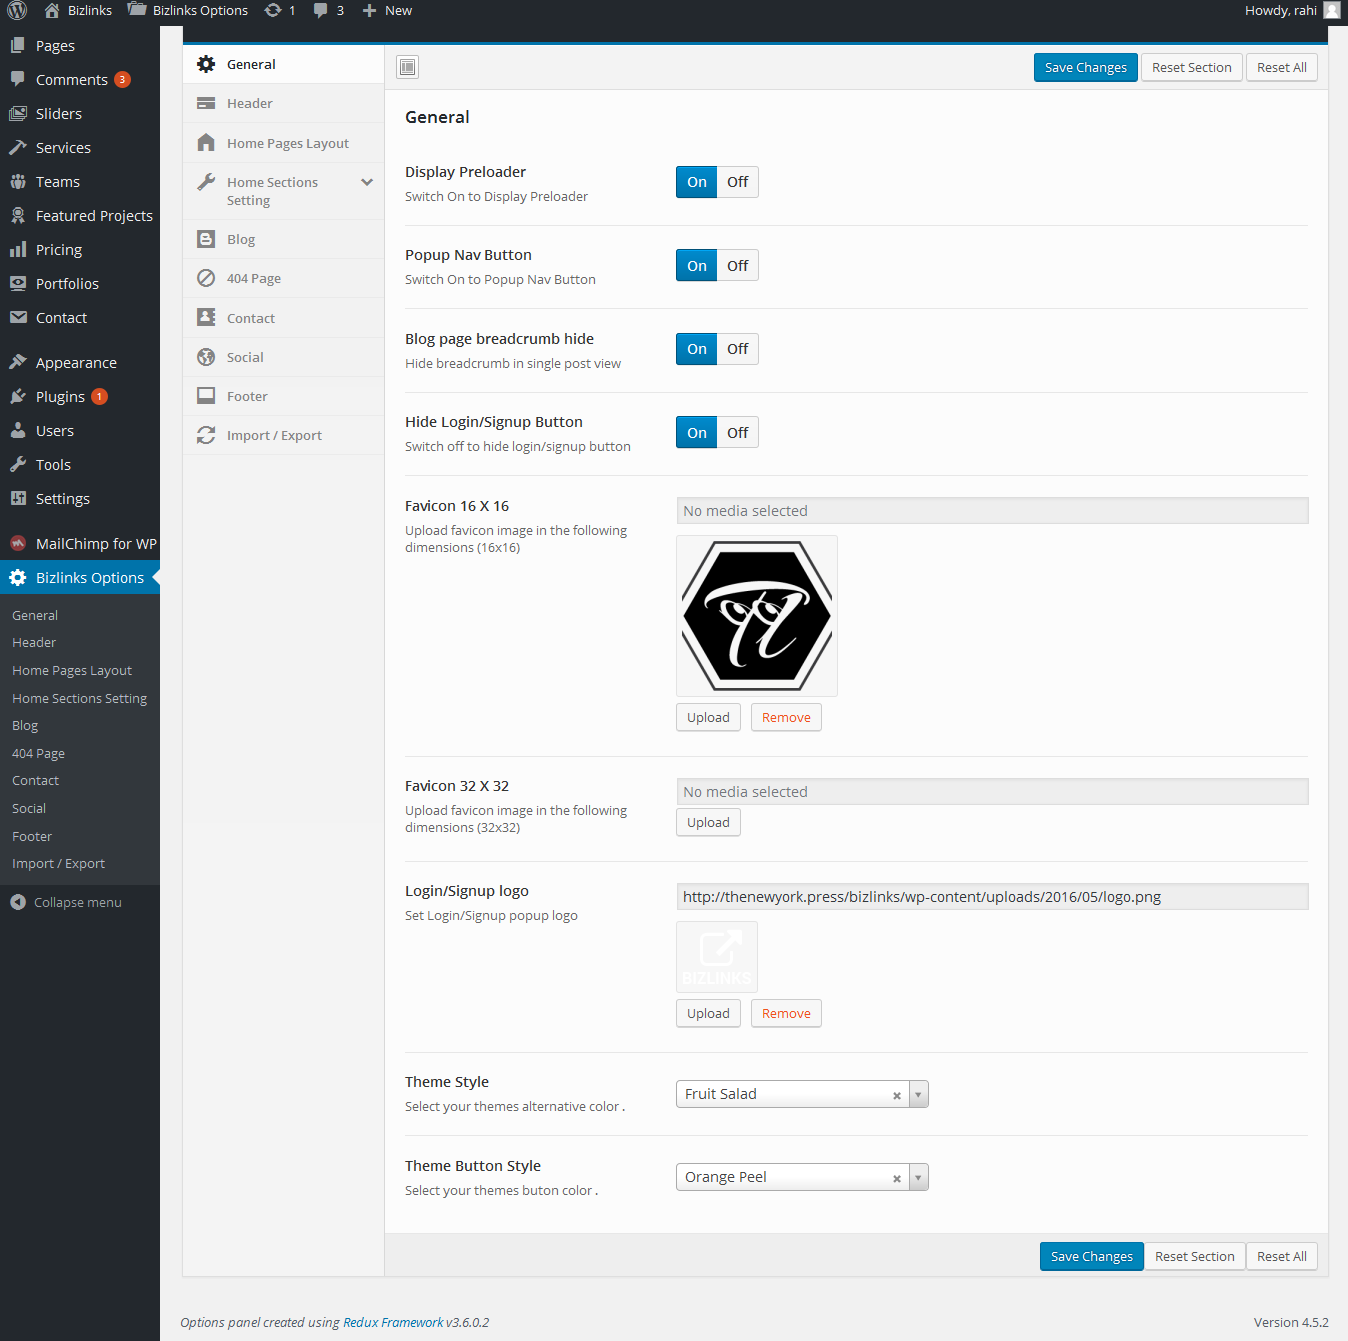 Bizlinks Bizlinks Options 1 3 New Howdy, rahi
Pages
Comments 3
Sliders
Services
Teams
Featured Projects
Pricing
Portfolios
Contact
Appearance
Plugins 1
Users
Tools
Settings
MailChimp for WP
Bizlinks Options
General
Header
Home Pages Layout
Home Sections Setting
Blog
404 Page
Contact
Social
Footer
Import / Export
Collapse menu
General
Header
Home Pages Layout
Home Sections
Setting
Blog
404 Page
Contact
Social
Footer
Import / Export
Save Changes Reset Section Reset All
General
Display Preloader
Switch On to Display Preloader
On Off
Popup Nav Button
Switch On to Popup Nav Button
On Off
Blog page breadcrumb hide
Hide breadcrumb in single post view
On Off
Hide Login/Signup Button
Switch off to hide login/signup button
On Off
Favicon 16 X 16
Upload favicon image in the following
dimensions (16x16)
No media selected
Upload Remove
Favicon 32 X 32
Upload favicon image in the following
dimensions (32x32)
No media selected
Upload
Login/Signup logo
Set Login/Signup popup logo
http://thenewyork.press/bizlinks/wp-content/uploads/2016/05/logo.png
BIZLINKS
Upload Remove
Theme Style
Select your themes alternative color .
Fruit Salad
Theme Button Style
Select your themes buton color .
Orange Peel
Save Changes Reset Section Reset All
Options panel created using Redux Framework v3.6.0.2
Version 4.5.2